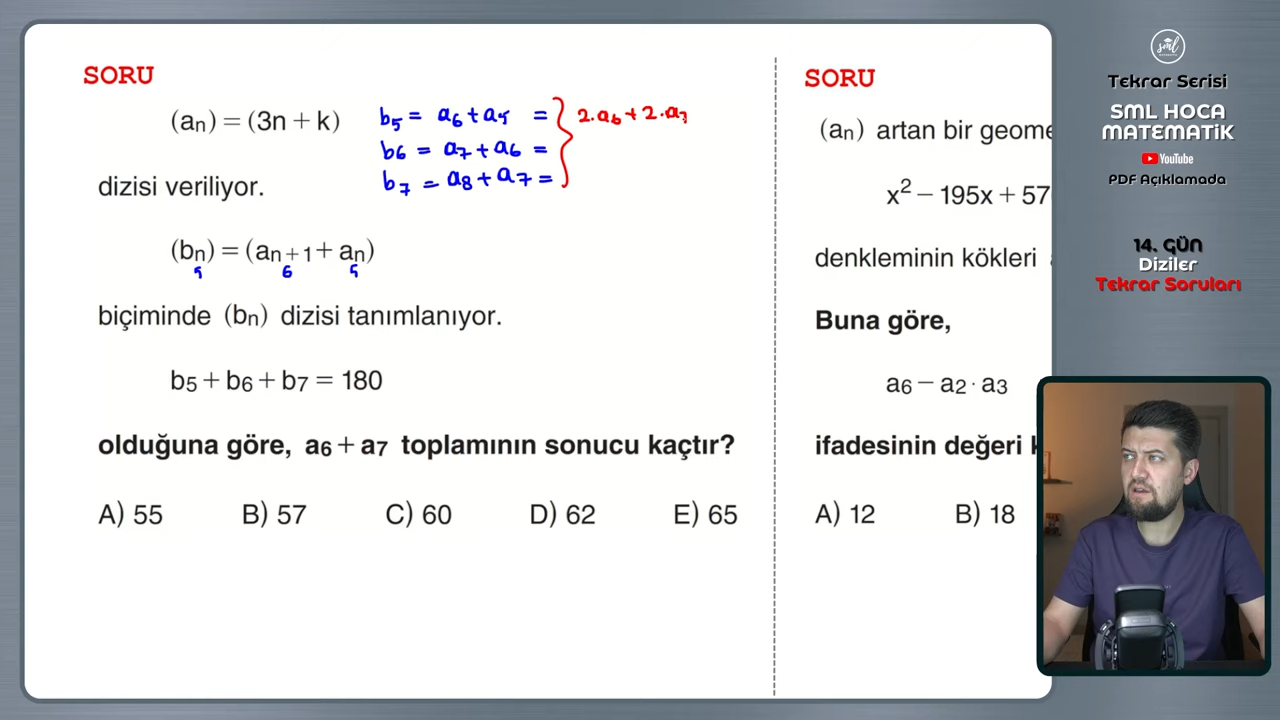 SORU
(an) = (3n + k)
b5 = a6 + a5 =
b6 = a7 + a6 =
b7 = a8 + a7 =
2.a6 + 2.a7
dizisi veriliyor.
(bn) = (an + 1 + an)
5 6 5
biçiminde (bn) dizisi tanımlanıyor.
b5 + b6 + b7 = 180
olduğuna göre, a6 + a7 toplamının sonucu kaçtır?
A) 55 B) 57 C) 60 D) 62 E) 65
SORU
(an) artan bir geome
x² − 195x + 57
denkleminin kökleri
Buna göre,
a6 − a2 · a3
ifadesinin değeri
A) 12 B) 18
sml
Tekrar Serisi
SML HOCA
MATEMATİK
YouTube
PDF Açıklamada
14. GÜN
Diziler
Tekrar Soruları